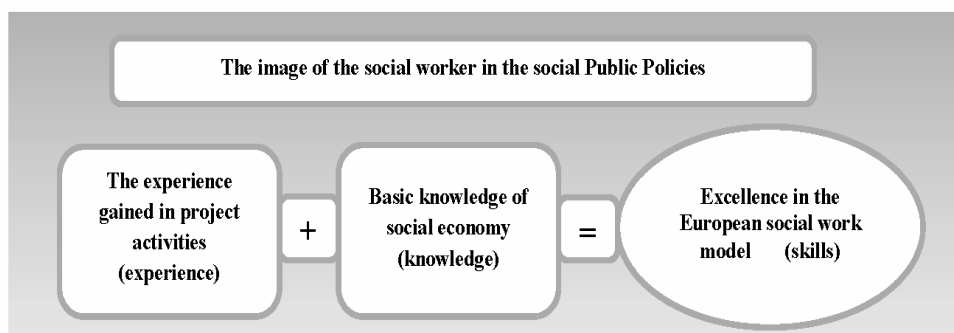 The image of the social worker in the social Public Policies
The experience
gained in project
activities
(experience)
+
Basic knowledge of
social economy
(knowledge)
=
Excellence in the
European social work
model (skills)